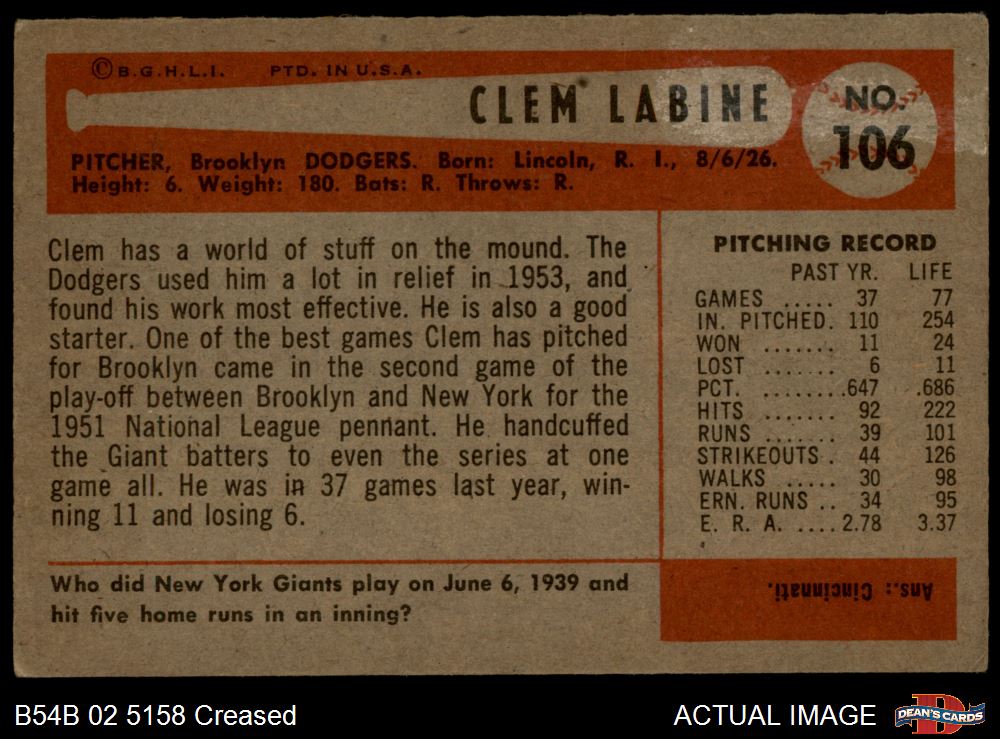 © B.G.H.L.I. PTD. IN U.S.A.
CLEM LABINE
NO.
106
PITCHER, Brooklyn DODGERS. Born: Lincoln, R. I., 8/6/26.
Height: 6. Weight: 180. Bats: R. Throws: R.
Clem has a world of stuff on the mound. The
Dodgers used him a lot in relief in 1953, and
found his work most effective. He is also a good
starter. One of the best games Clem has pitched
for Brooklyn came in the second game of the
play-off between Brooklyn and New York for the
1951 National League pennant. He handcuffed
the Giant batters to even the series at one
game all. He was in 37 games last year, win-
ning 11 and losing 6.
PITCHING RECORD
PAST YR. LIFE
GAMES ..... 37 77
IN. PITCHED. 110 254
WON ....... 11 24
LOST ....... 6 11
PCT. ........ .647 .686
HITS ....... 92 222
RUNS ....... 39 101
STRIKEOUTS . 44 126
WALKS ..... 30 98
ERN. RUNS .. 34 95
E. R. A. .... 2.78 3.37
Who did New York Giants play on June 6, 1939 and
hit five home runs in an inning?
Ans.: Cincinnati.
B54B 02 5158 Creased
ACTUAL IMAGE
D
DEAN'S CARDS